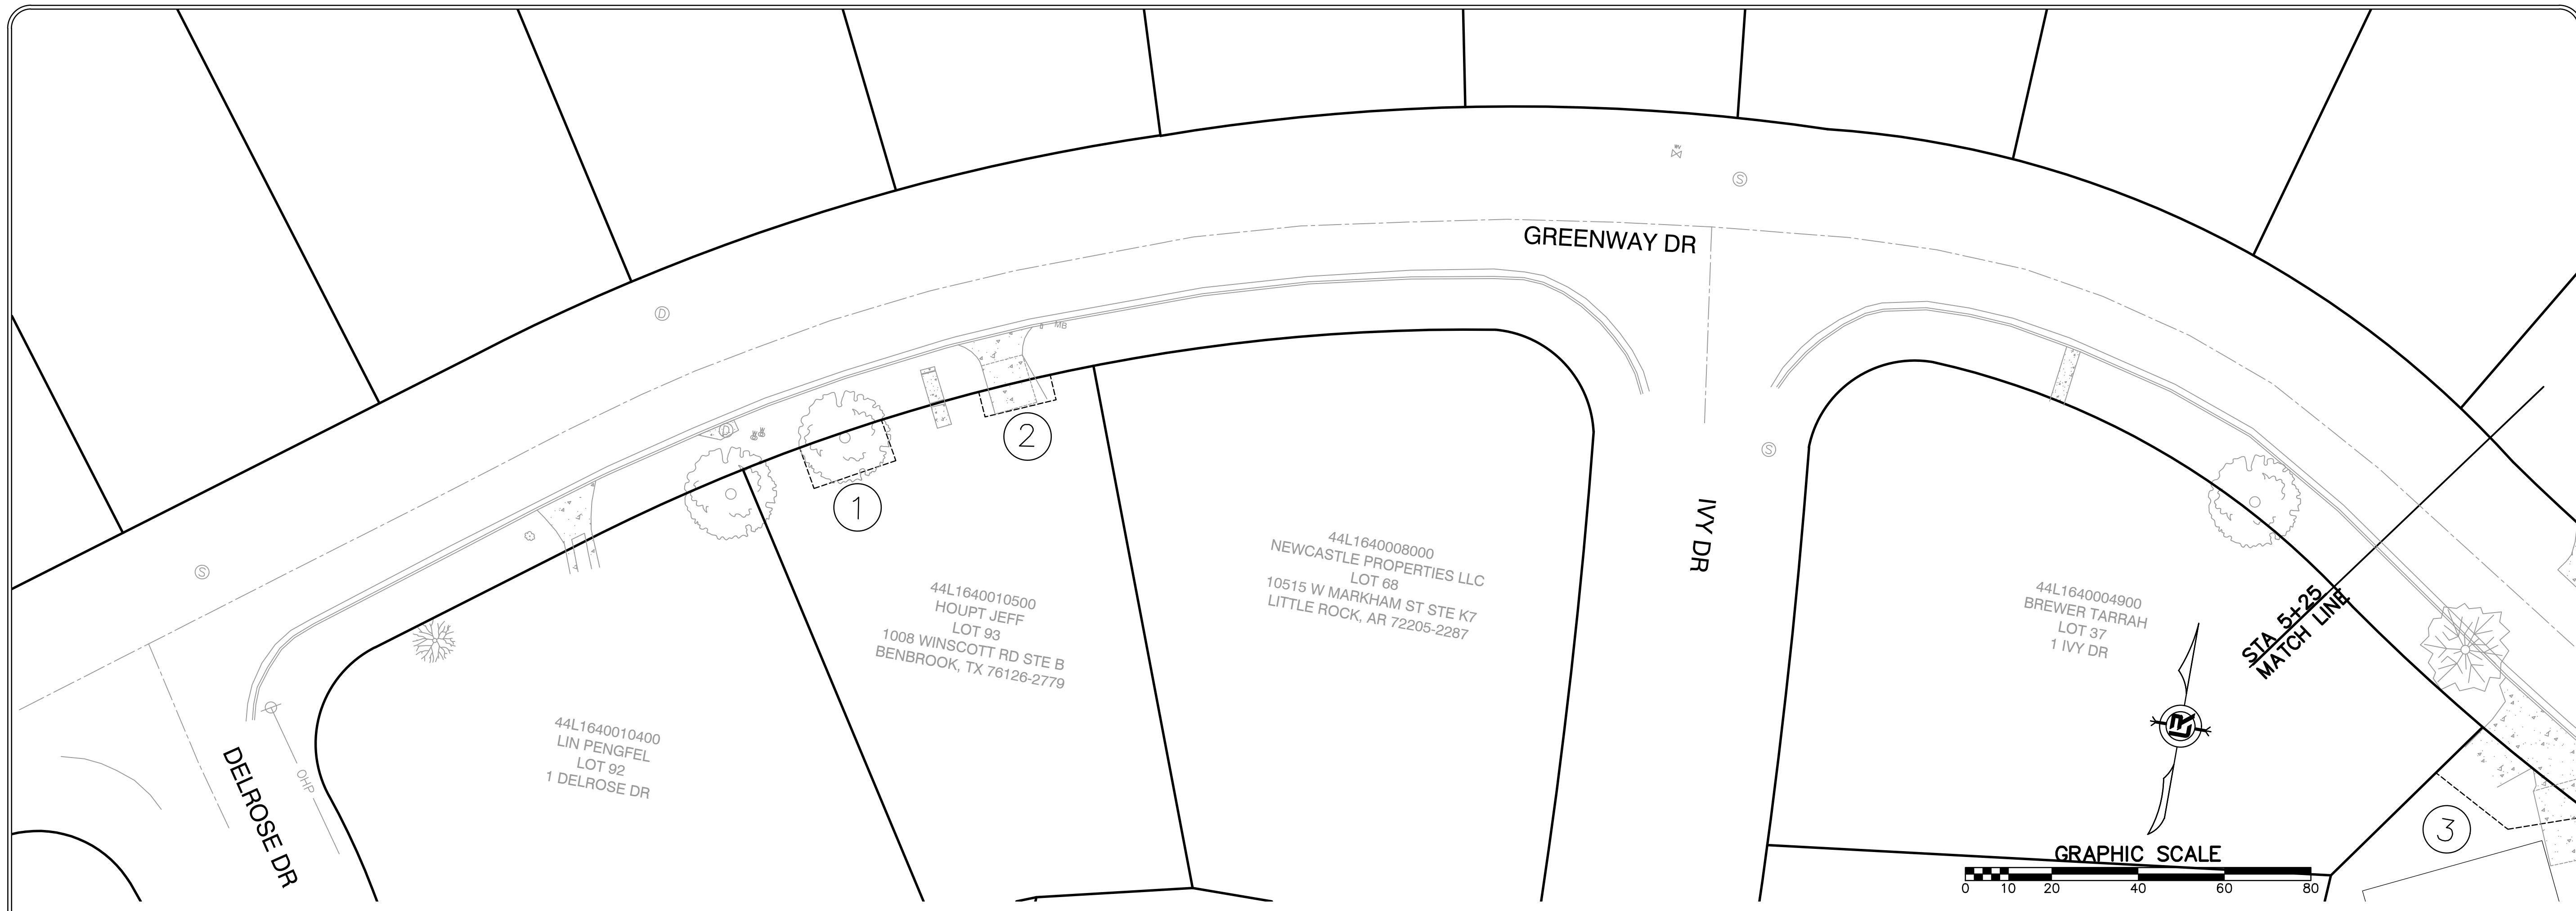 WV
S
GREENWAY DR
D
MB
2
D
S
1
IVY DR
S
44L1640008000
NEWCASTLE PROPERTIES LLC
LOT 68
10515 W MARKHAM ST STE K7
LITTLE ROCK, AR 72205-2287
44L1640010500
HOUPT JEFF
LOT 93
1008 WINSCOTT RD STE B
BENBROOK, TX 76126-2779
44L1640004900
BREWER TARRAH
LOT 37
1 IVY DR
STA 5+25
MATCH LINE
44L1640010400
LIN PENGFEL
LOT 92
1 DELROSE DR
OHP
DELROSE DR
3
GRAPHIC SCALE
0 10 20 40 60 80